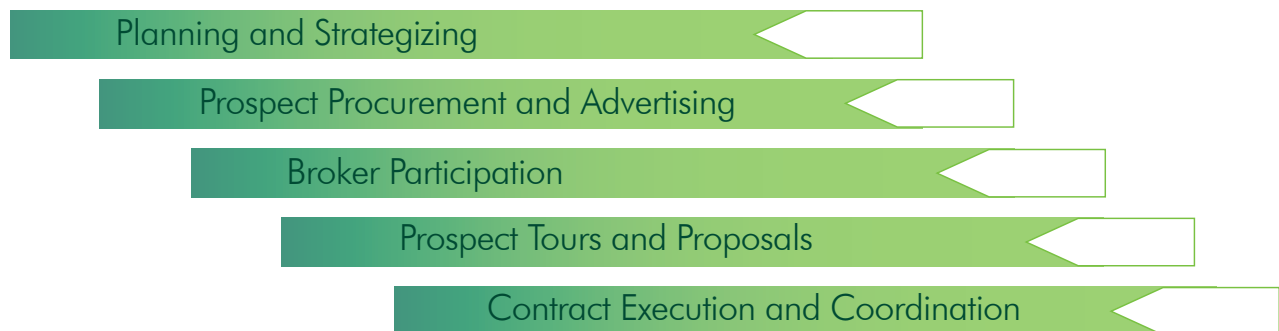 Planning and Strategizing
Prospect Procurement and Advertising
Broker Participation
Prospect Tours and Proposals
Contract Execution and Coordination